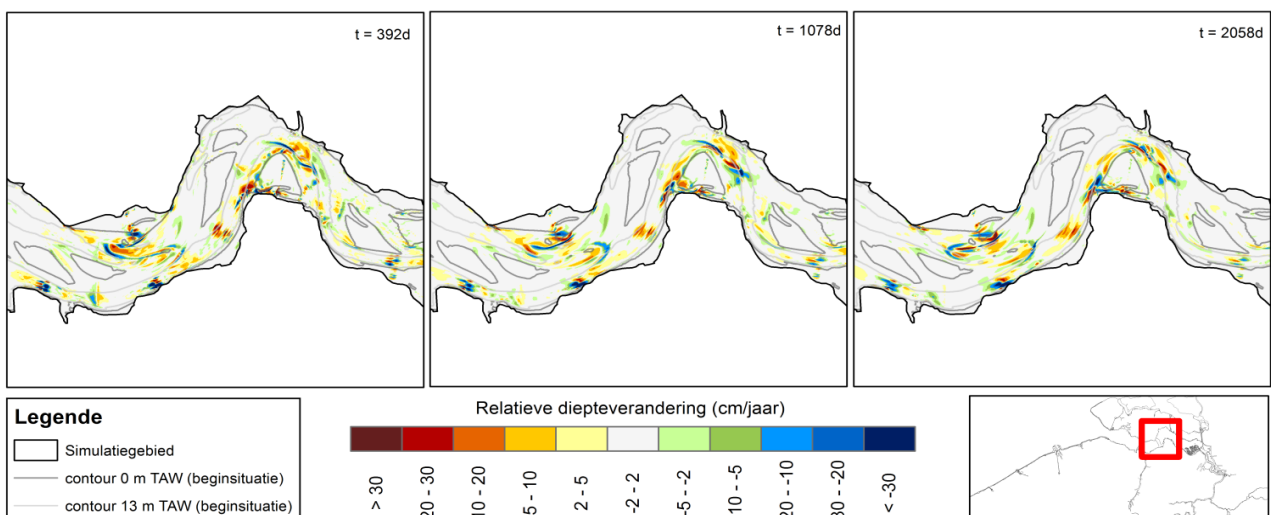 t = 392d
t = 1078d
t = 2058d
Legende
Simulatiegebied
contour 0 m TAW (beginsituatie)
contour 13 m TAW (beginsituatie)
Relatieve diepteverandering (cm/jaar)
> 30
20 - 30
10 - 20
5 - 10
2 - 5
-2 - 2
-5 - -2
10 - -5
20 - -10
30 - -20
< -30